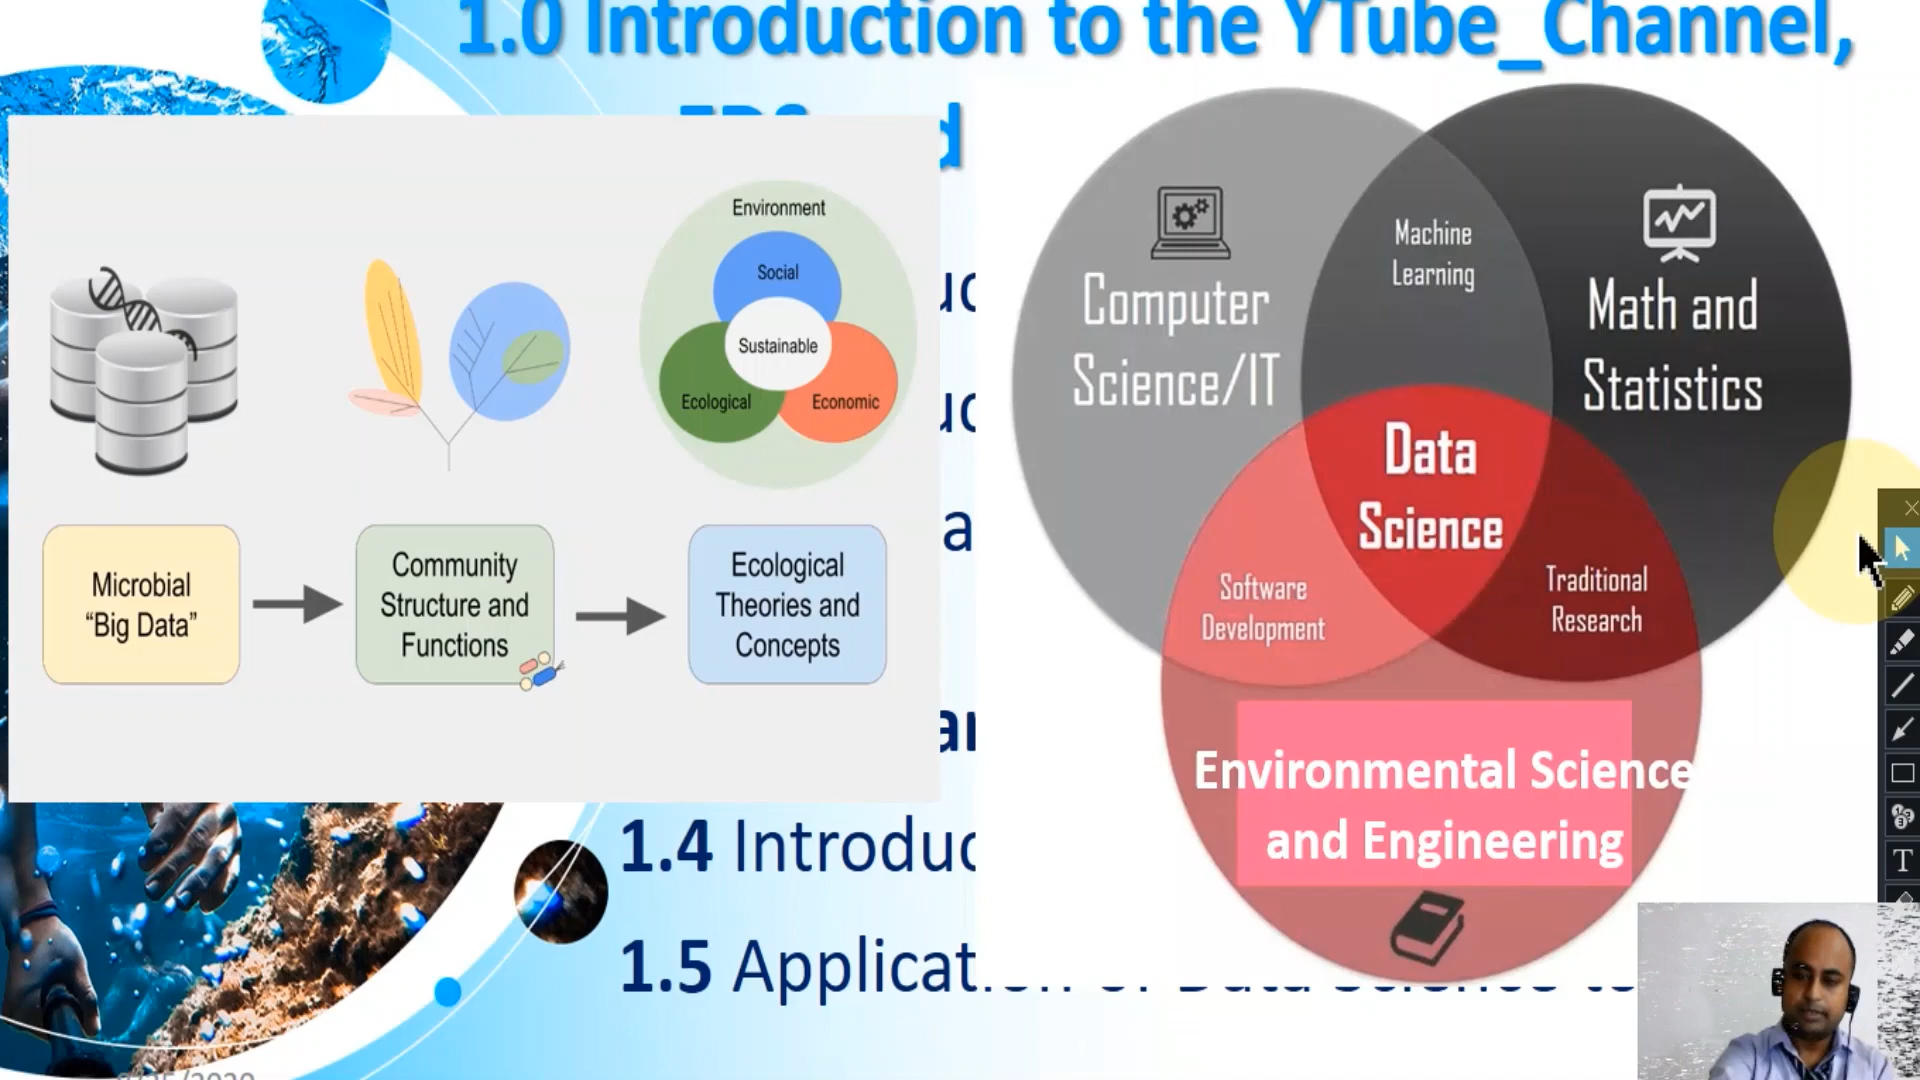 1.0 Introduction to the YTube_Channel,
Environment
Social
Sustainable
Ecological
Economic
Microbial
“Big Data”
Community
Structure and
Functions
Ecological
Theories and
Concepts
Computer
Science/IT
Machine
Learning
Math and
Statistics
Data
Science
Software
Development
Traditional
Research
Environmental Science
and Engineering
1.4
1.5
T